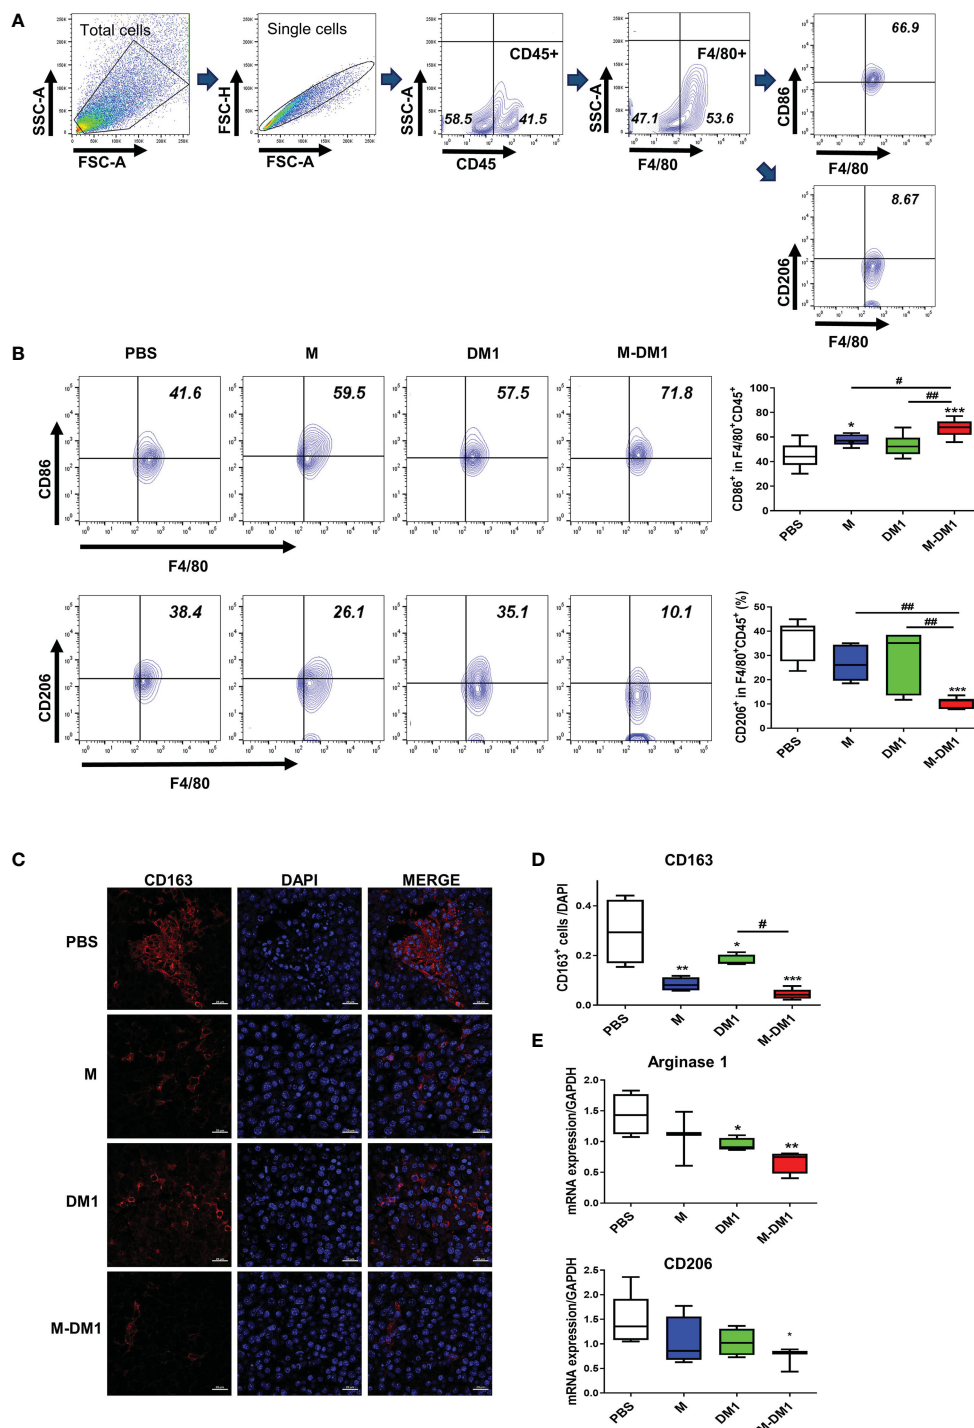 A
Total cells
Single cells
CD45+
F4/80+
66.9
58.5
41.5
47.1
53.6
SSC-A
FSC-H
SSC-A
SSC-A
CD86
FSC-A
CD45
F4/80
F4/80
8.67
CD206
F4/80
B
PBS
M
DM1
M-DM1
41.6
59.5
57.5
71.8
CD86
F4/80
CD86⁺ in F4/80⁺CD45⁺
100
80
60
40
20
0
#
##
*
***
PBS
M
DM1
M-DM1
38.4
26.1
35.1
10.1
CD206
F4/80
CD206⁺ in F4/80⁺CD45⁺ (%)
50
40
30
20
10
0
##
##
***
PBS
M
DM1
M-DM1
C
CD163
DAPI
MERGE
PBS
M
DM1
M-DM1
D
CD163
CD163⁺ cells /DAPI
0.4
0.2
0.0
**
*
#
***
PBS
M
DM1
M-DM1
E
Arginase 1
mRNA expression/GAPDH
2.0
1.5
1.0
0.5
0.0
*
**
PBS
M
DM1
M-DM1
CD206
mRNA expression/GAPDH
2.5
2.0
1.5
1.0
0.5
0.0
*
PBS
M
DM1
M-DM1